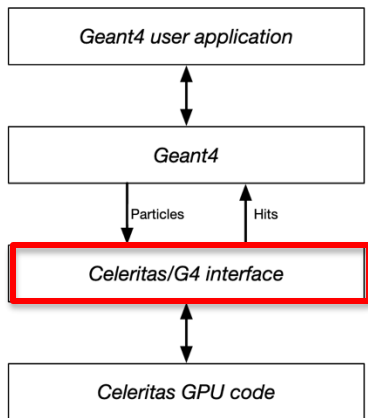 Geant4 user application
Geant4
Particles
Hits
Celeritas/G4 interface
Celeritas GPU code